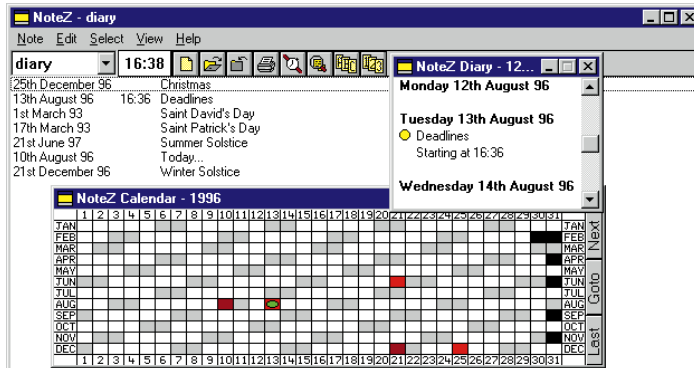 NoteZ - diary
Note Edit Select View Help
diary 16:38
25th December 96 Christmas
13th August 96 16:36 Deadlines
1st March 93 Saint David's Day
17th March 93 Saint Patrick's Day
21st June 97 Summer Solstice
10th August 96 Today...
21st December 96 Winter Solstice
NoteZ Diary - 12...
Monday 12th August 96
Tuesday 13th August 96
Deadlines
Starting at 16:36
Wednesday 14th August 96
NoteZ Calendar - 1996
1 2 3 4 5 6 7 8 9 10 11 12 13 14 15 16 17 18 19 20 21 22 23 24 25 26 27 28 29 30 31
JAN JAN
FEB FEB
MAR MAR
APR APR
MAY MAY
JUN JUN
JUL JUL
AUG AUG
SEP SEP
OCT OCT
NOV NOV
DEC DEC
1 2 3 4 5 6 7 8 9 10 11 12 13 14 15 16 17 18 19 20 21 22 23 24 25 26 27 28 29 30 31
Next
Goto
Last